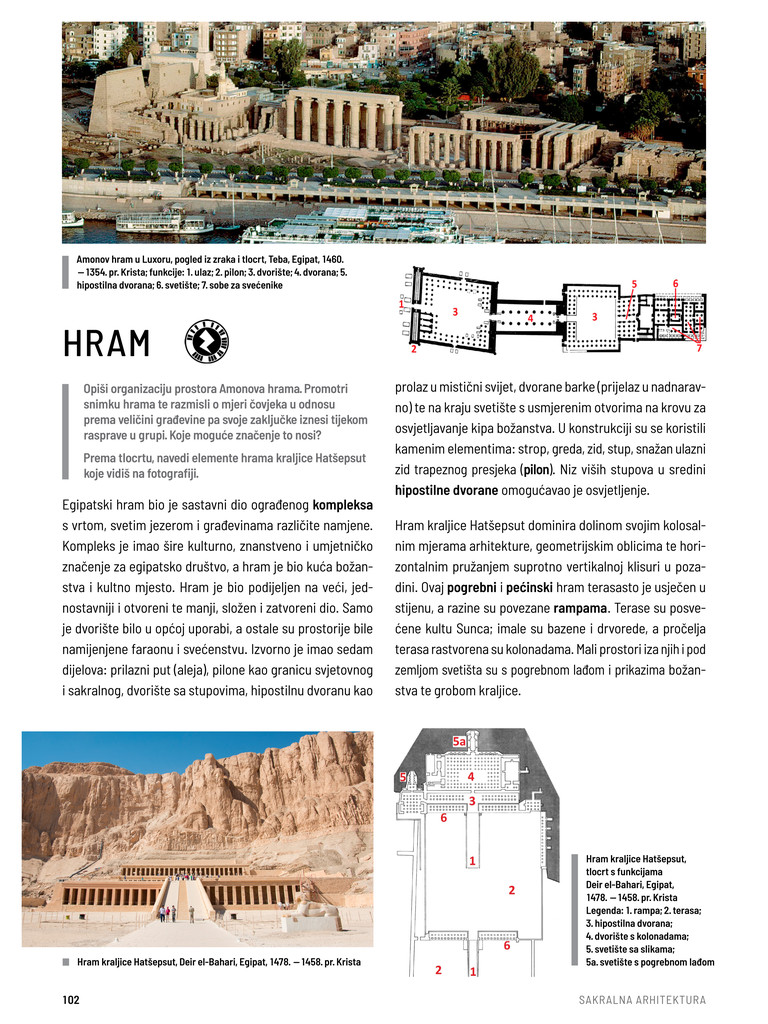 Amonov hram u Luxoru, pogled iz zraka i tlocrt, Teba, Egipat, 1460.
— 1354. pr. Krista; funkcije: 1. ulaz; 2. pilon; 3. dvorište; 4. dvorana; 5.
hipostilna dvorana; 6. svetište; 7. sobe za svećenike
1
2
3
4
3
5
6
7
HRAM
Opiši organizaciju prostora Amonova hrama. Promotri
snimku hrama te razmisli o mjeri čovjeka u odnosu
prema veličini građevine pa svoje zaključke iznesi tijekom
rasprave u grupi. Koje moguće značenje to nosi?
Prema tlocrtu, navedi elemente hrama kraljice Hatšepsut
koje vidiš na fotografiji.
Egipatski hram bio je sastavni dio ograđenog kompleksa
s vrtom, svetim jezerom i građevinama različite namjene.
Kompleks je imao šire kulturno, znanstveno i umjetničko
značenje za egipatsko društvo, a hram je bio kuća božan-
stva i kultno mjesto. Hram je bio podijeljen na veći, jed-
nostavniji i otvoreni te manji, složen i zatvoreni dio. Samo
je dvorište bilo u općoj uporabi, a ostale su prostorije bile
namijenjene faraonu i svećenstvu. Izvorno je imao sedam
dijelova: prilazni put (aleja), pilone kao granicu svjetovnog
i sakralnog, dvorište sa stupovima, hipostilnu dvoranu kao
prolaz u mistični svijet, dvorane barke (prijelaz u nadnarav-
no) te na kraju svetište s usmjerenim otvorima na krovu za
osvjetljavanje kipa božanstva. U konstrukciji su se koristili
kamenim elementima: strop, greda, zid, stup, snažan ulazni
zid trapeznog presjeka (pilon). Niz viših stupova u sredini
hipostilne dvorane omogućavao je osvjetljenje.
Hram kraljice Hatšepsut dominira dolinom svojim kolosal-
nim mjerama arhitekture, geometrijskim oblicima te hori-
zontalnim pružanjem suprotno vertikalnoj klisuri u poza-
dini. Ovaj pogrebni i pećinski hram terasasto je usječen u
stijenu, a razine su povezane rampama. Terase su posve-
ćene kultu Sunca; imale su bazene i drvorede, a pročelja
terasa rastvorena su kolonadama. Mali prostori iza njih i pod
zemljom svetišta su s pogrebnom lađom i prikazima božan-
stva te grobom kraljice.
5a
5
4
3
6
1
2
6
2
1
Hram kraljice Hatšepsut,
tlocrt s funkcijama
Deir el-Bahari, Egipat,
1478. — 1458. pr. Krista
Legenda: 1. rampa; 2. terasa;
3. hipostilna dvorana;
4. dvorište s kolonadama;
5. svetište sa slikama;
5a. svetište s pogrebnom lađom
Hram kraljice Hatšepsut, Deir el-Bahari, Egipat, 1478. — 1458. pr. Krista
102
SAKRALNA ARHITEKTURA